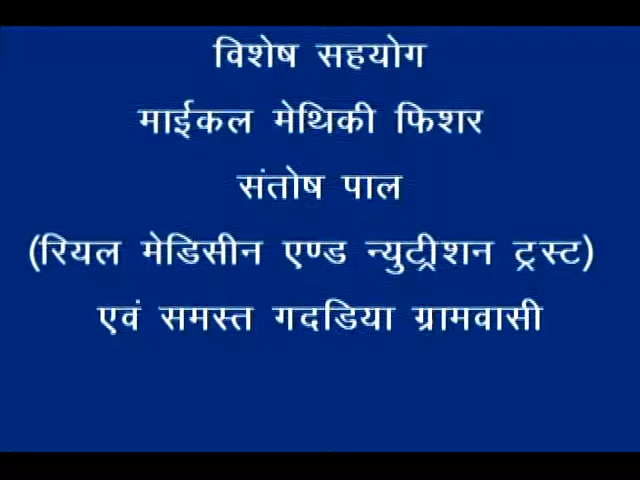 विशेष सहयोग
माईकल मेथिकी फिशर
संतोष पाल
(रियल मेडिसीन एण्ड न्युट्रीशन ट्रस्ट)
एवं समस्त गदडिया ग्रामवासी